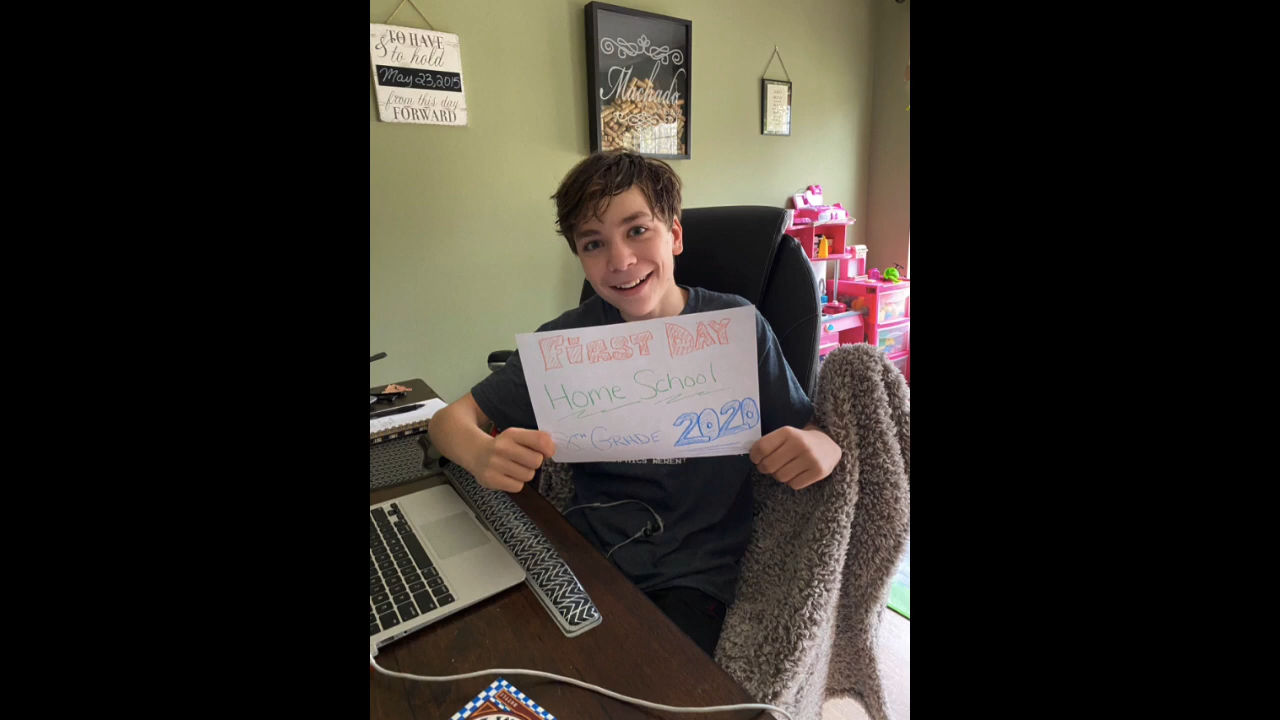 TO HAVE
& to hold
May 23, 2015
from this day
FORWARD
Machado
FIRST DAY
Home School
GRADE 2020